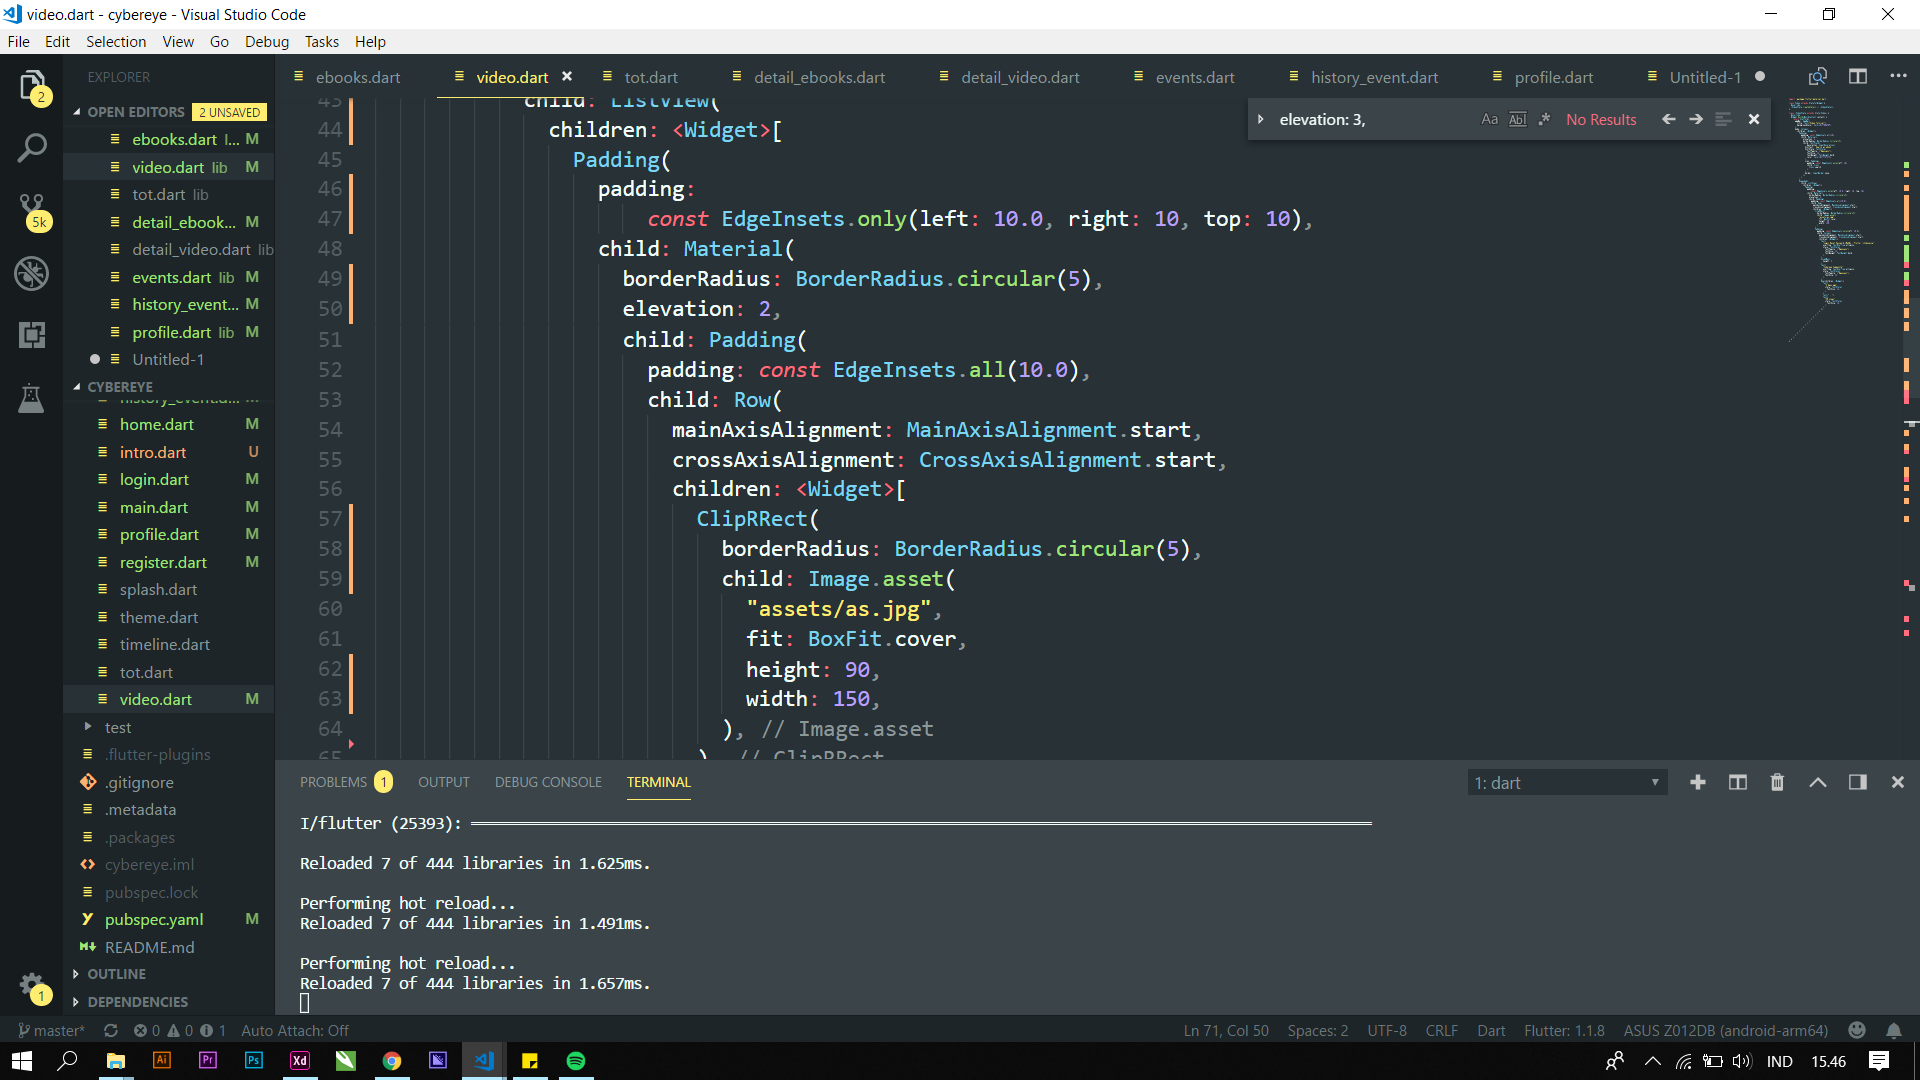 video.dart - cybereye - Visual Studio Code
File Edit Selection View Go Debug Tasks Help
EXPLORER
OPEN EDITORS 2 UNSAVED
ebooks.dart l... M
video.dart lib M
tot.dart lib
detail_ebook... M
detail_video.dart lib
events.dart lib M
history_event... M
profile.dart lib M
Untitled-1
CYBEREYE
history_event.d... M
home.dart M
intro.dart U
login.dart M
main.dart M
profile.dart M
register.dart M
splash.dart
theme.dart
timeline.dart
tot.dart
video.dart M
test
.flutter-plugins
.gitignore
.metadata
.packages
cybereye.iml
pubspec.lock
pubspec.yaml M
README.md
OUTLINE
DEPENDENCIES
2
5k
1
ebooks.dart video.dart tot.dart detail_ebooks.dart detail_video.dart events.dart history_event.dart profile.dart Untitled-1
elevation: 3, Aa Abl .* No Results
43 child: ListView(
44 children: <Widget>[
45 Padding(
46 padding:
47 const EdgeInsets.only(left: 10.0, right: 10, top: 10),
48 child: Material(
49 borderRadius: BorderRadius.circular(5),
50 elevation: 2,
51 child: Padding(
52 padding: const EdgeInsets.all(10.0),
53 child: Row(
54 mainAxisAlignment: MainAxisAlignment.start,
55 crossAxisAlignment: CrossAxisAlignment.start,
56 children: <Widget>[
57 ClipRRect(
58 borderRadius: BorderRadius.circular(5),
59 child: Image.asset(
60 "assets/as.jpg",
61 fit: BoxFit.cover,
62 height: 90,
63 width: 150,
64 ), // Image.asset
65 ), // ClipRRect
PROBLEMS 1 OUTPUT DEBUG CONSOLE TERMINAL 1: dart
I/flutter (25393): ════════════════════════════════════════
Reloaded 7 of 444 libraries in 1.625ms.
Performing hot reload...
Reloaded 7 of 444 libraries in 1.491ms.
Performing hot reload...
Reloaded 7 of 444 libraries in 1.657ms.
master* 0 0 1 Auto Attach: Off Ln 71, Col 50 Spaces: 2 UTF-8 CRLF Dart Flutter: 1.1.8 ASUS Z012DB (android-arm64)
Ai Pr Ps Xd IND 15.46